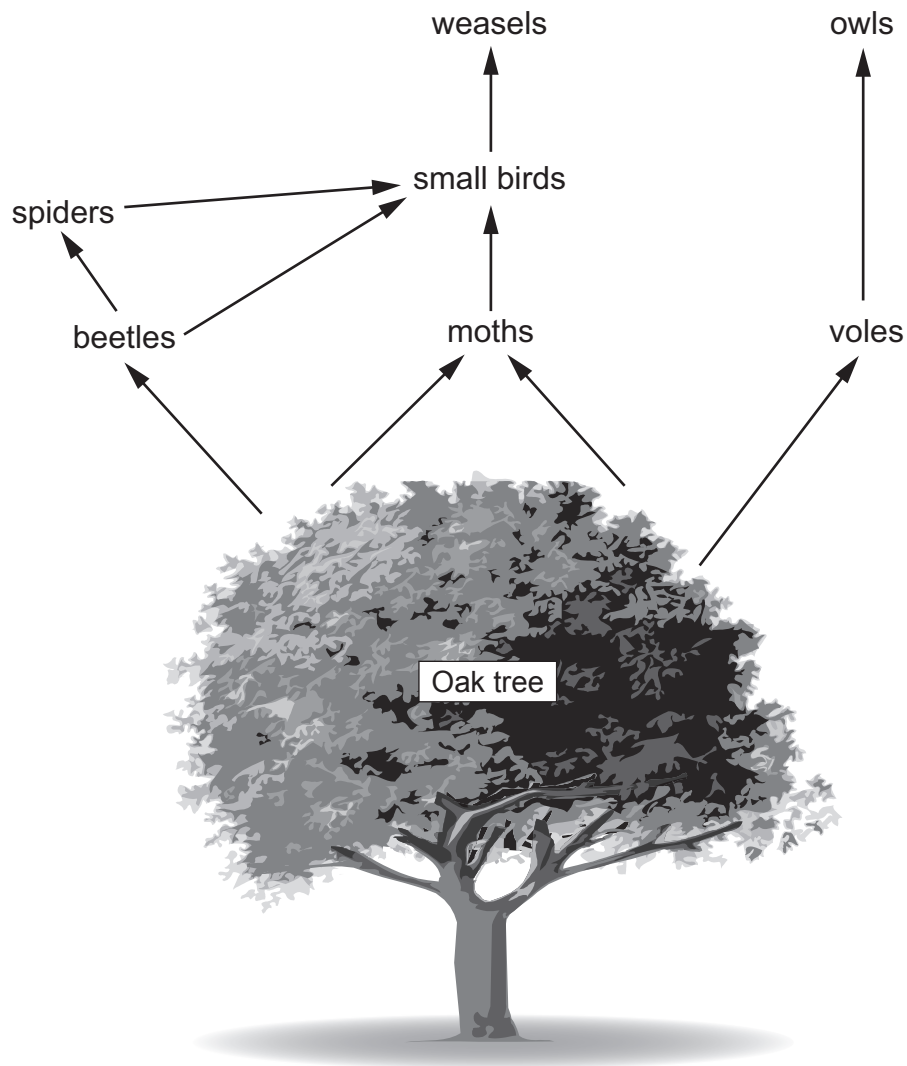 weasels
owls
small birds
spiders
beetles
moths
voles
Oak tree